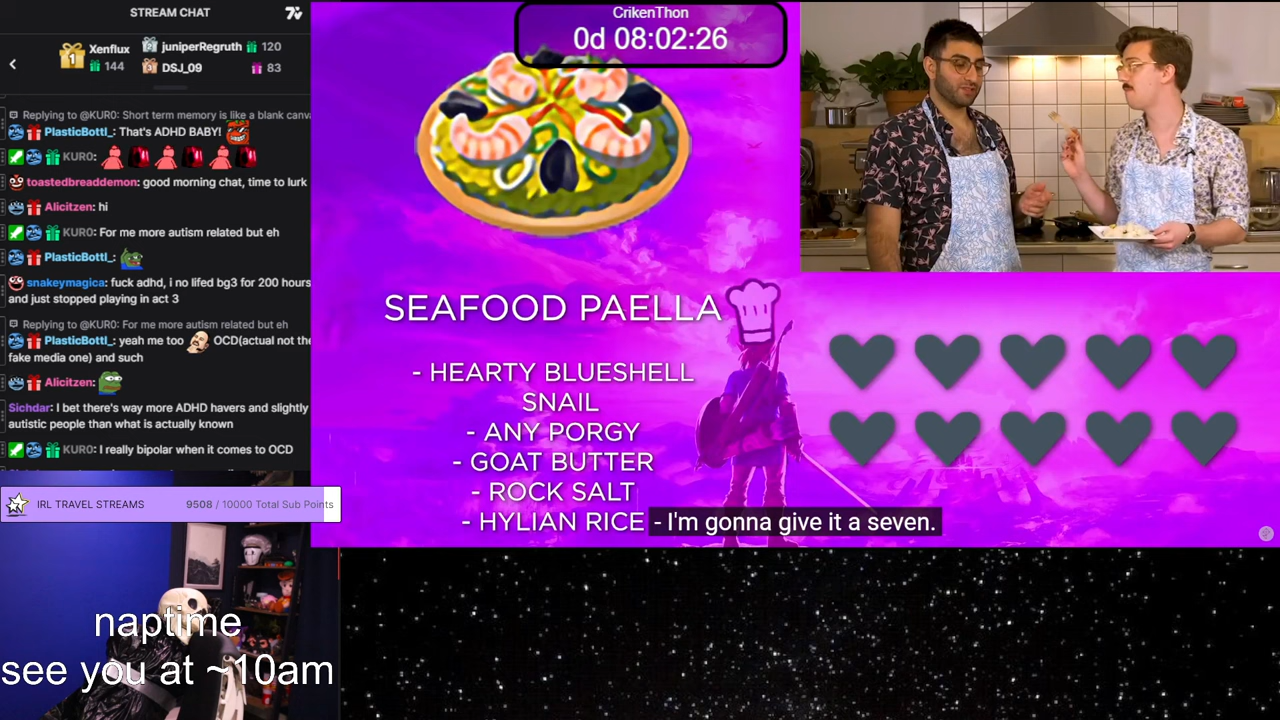 STREAM CHAT
Xenflux
144
juniperRegruth 120
DSJ_09 83
Replying to @KUR0: Short term memory is like a blank canva
PlasticBottl_: That's ADHD BABY!
KUR0:
toastedbreaddemon: good morning chat, time to lurk
Alicitzen: hi
KUR0: For me more autism related but eh
PlasticBottl_:
snakeymagica: fuck adhd, i no lifed bg3 for 200 hours
and just stopped playing in act 3
Replying to @KUR0: For me more autism related but eh
PlasticBottl_: yeah me too OCD(actual not the
fake media one) and such
Alicitzen:
Sichdar: I bet there's way more ADHD havers and slightly
autistic people than what is actually known
KUR0: I really bipolar when it comes to OCD
IRL TRAVEL STREAMS 9508 / 10000 Total Sub Points
naptime
see you at ~10am
CrikenThon
0d 08:02:26
SEAFOOD PAELLA
- HEARTY BLUESHELL
SNAIL
- ANY PORGY
- GOAT BUTTER
- ROCK SALT
- HYLIAN RICE
- I'm gonna give it a seven.